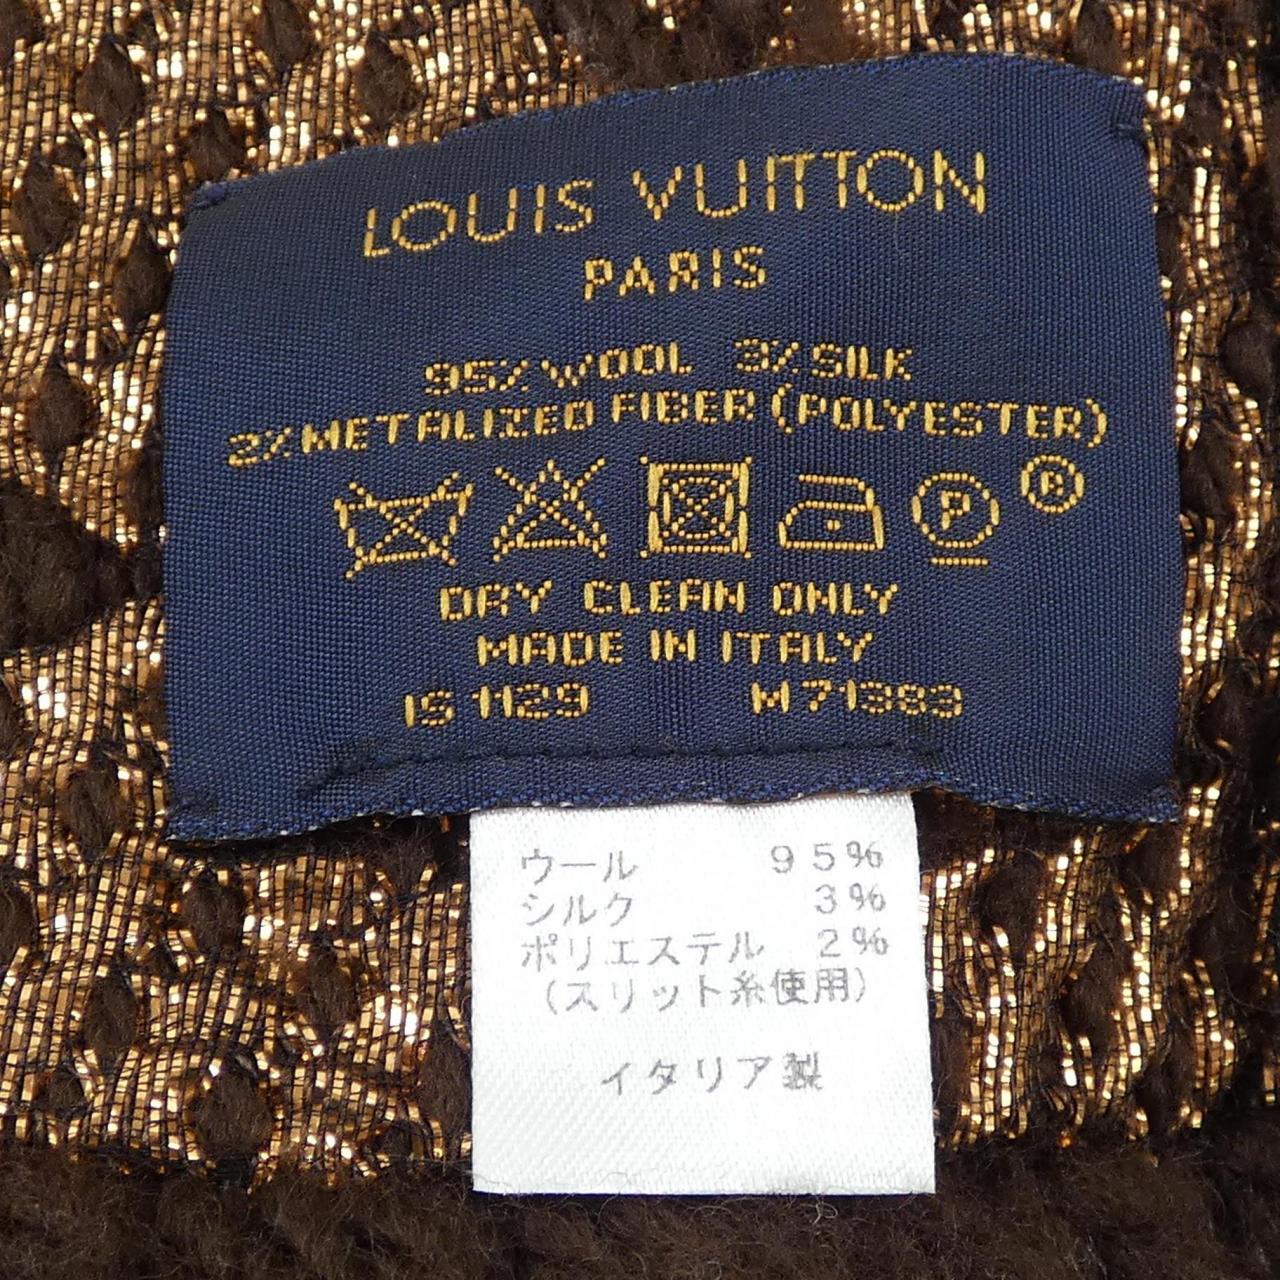 LOUIS VUITTON
PARIS
95% WOOL 3% SILK
2% METALIZED FIBER (POLYESTER)
P ®
DRY CLEAN ONLY
MADE IN ITALY
IS 1129 M71383
ウール 95%
シルク 3%
ポリエステル 2%
(スリット糸使用)
イタリア製